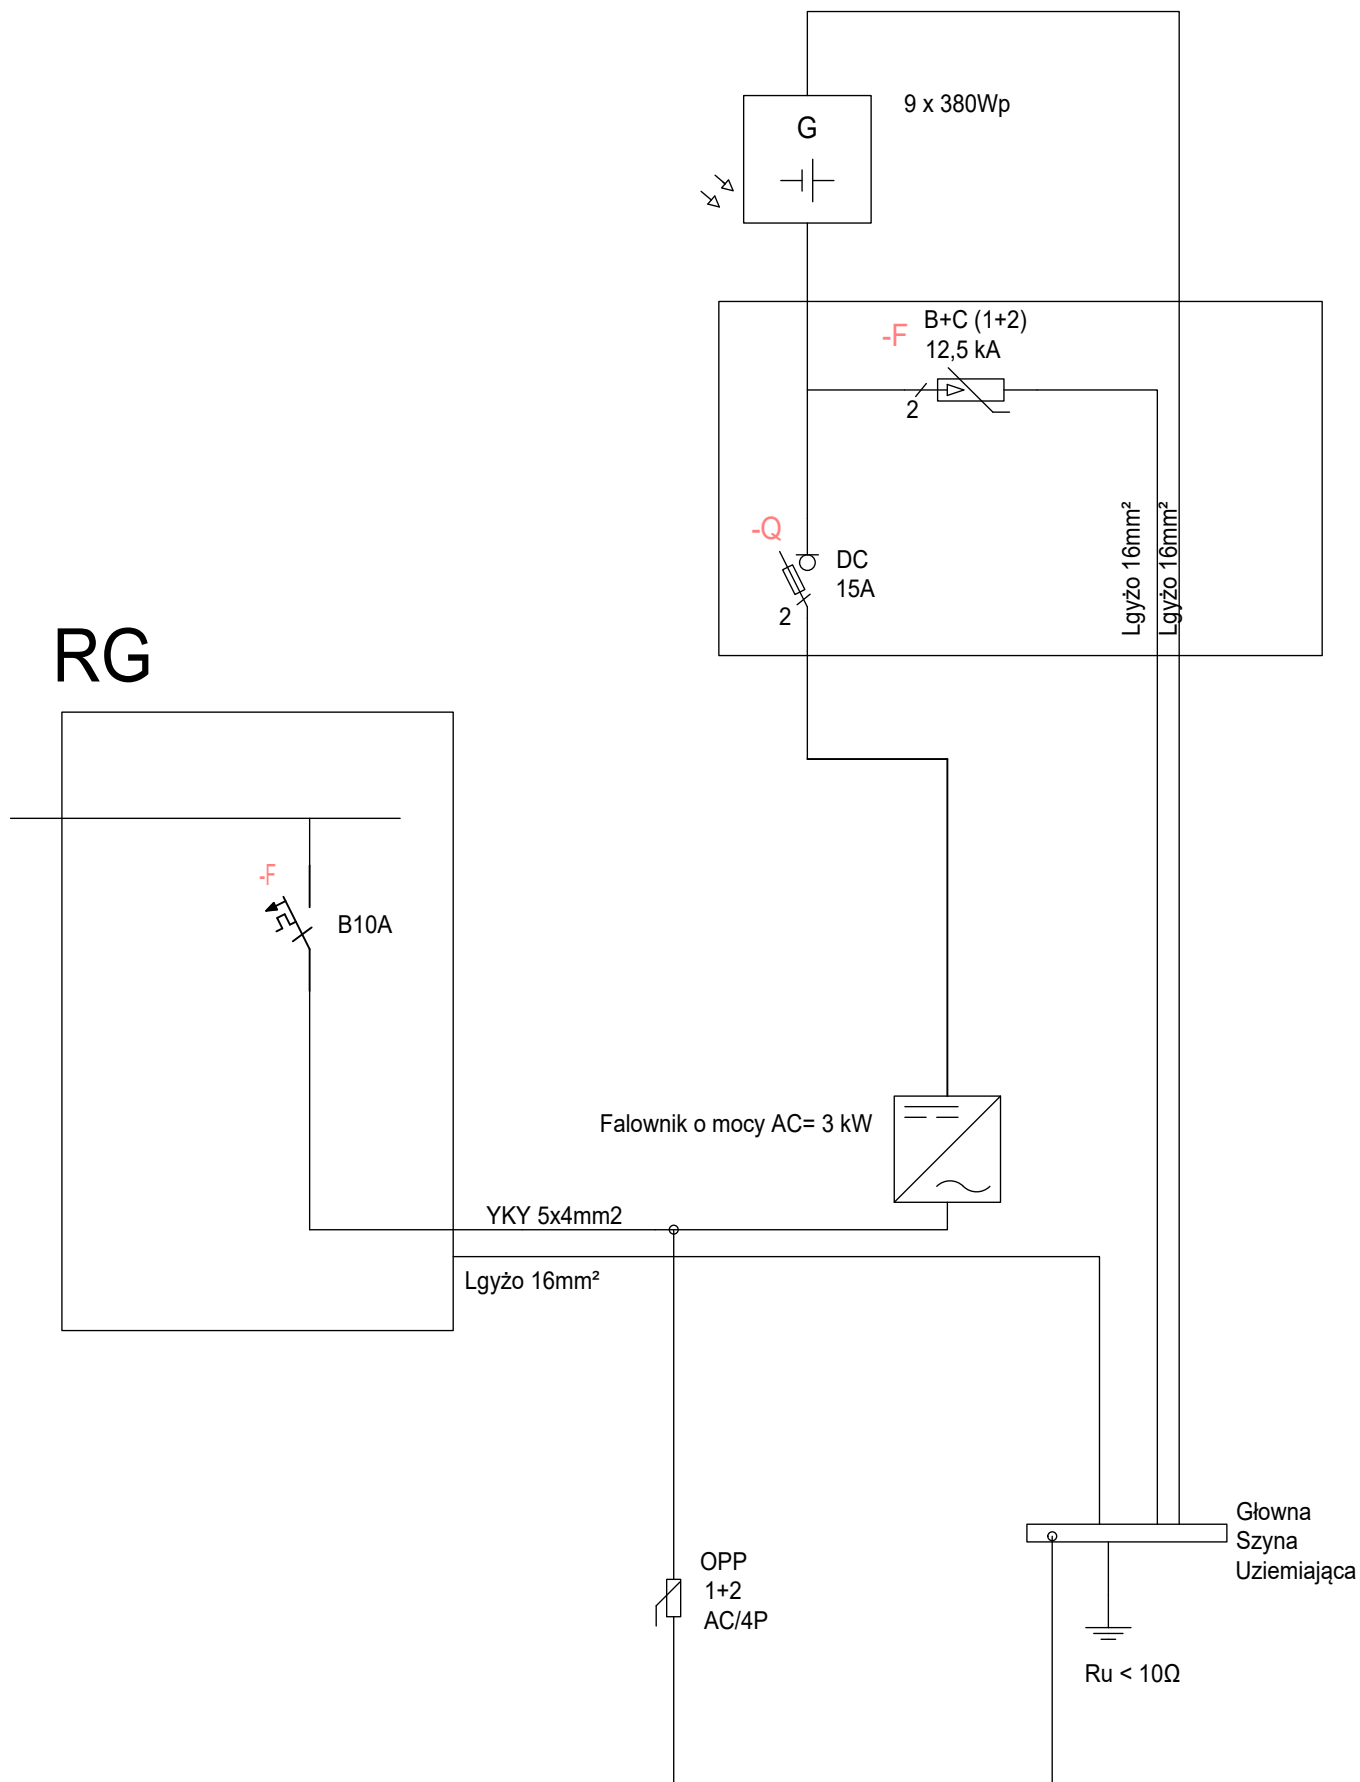 9 x 380Wp
G
-F
B+C (1+2)
12,5 kA
2
-Q
DC
15A
2
Lgyżo 16mm²
Lgyżo 16mm²
RG
-F
B10A
Falownik o mocy AC= 3 kW
YKY 5x4mm2
Lgyżo 16mm²
Głowna
Szyna
Uziemiająca
OPP
1+2
AC/4P
Ru < 10Ω